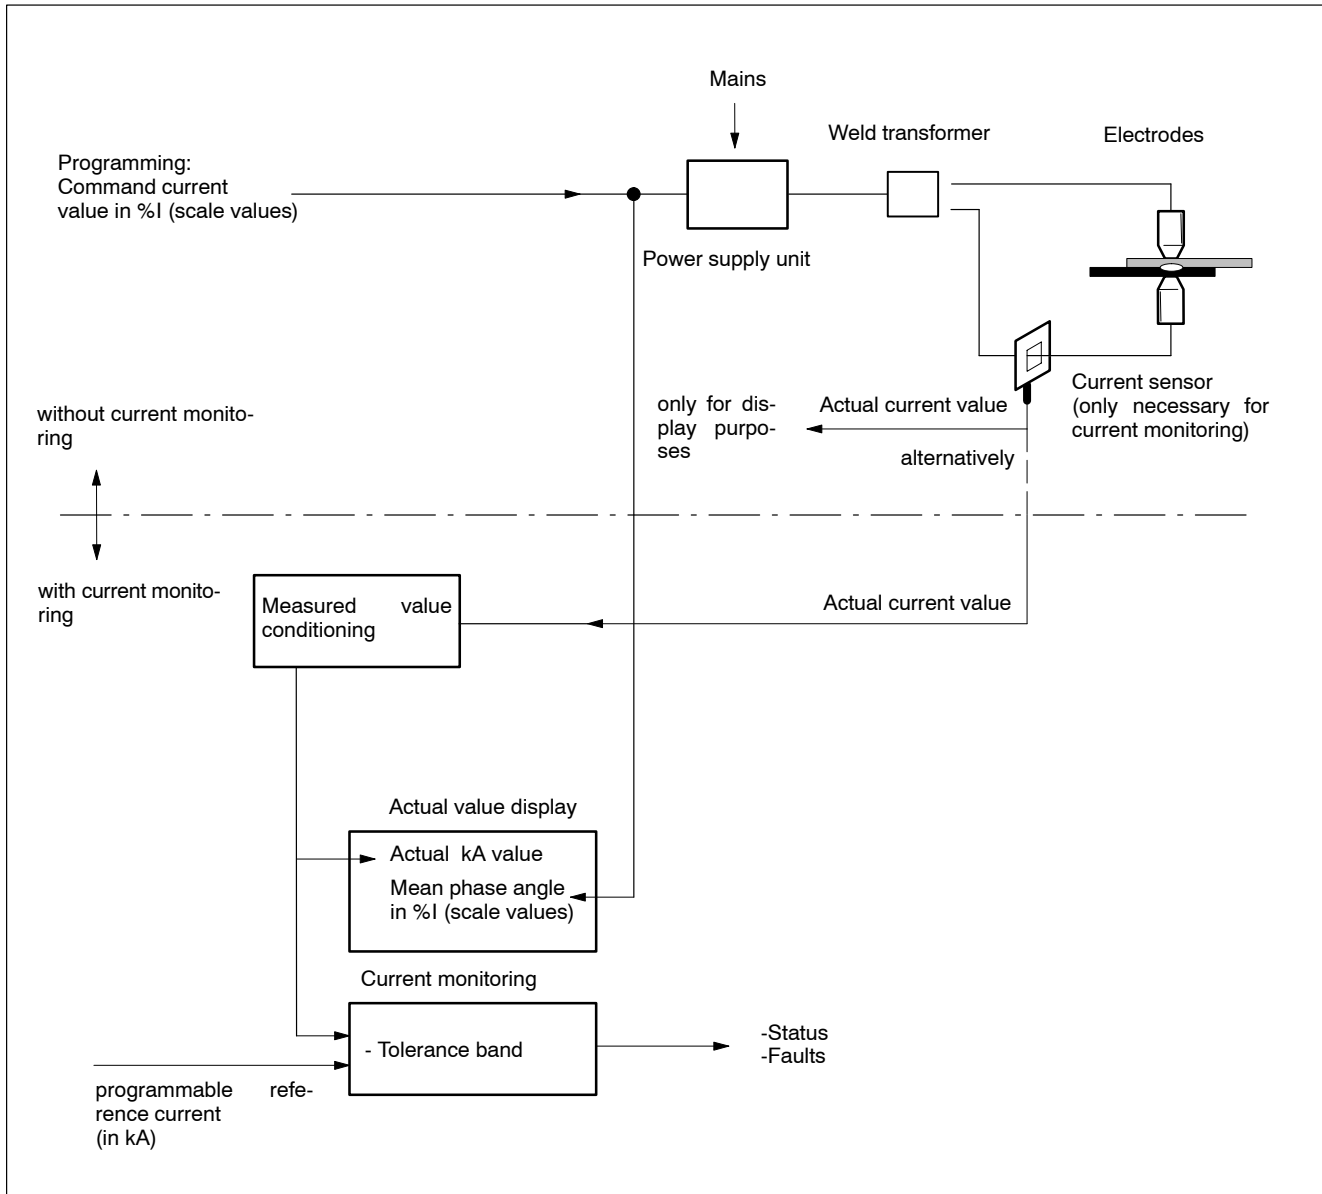 Mains
Weld transformer
Electrodes
Programming:
Command current
value in %I (scale values)
Power supply unit
Current sensor
(only necessary for
current monitoring)
only for dis-
play purpo-
ses
Actual current value
alternatively
without current monito-
ring
with current monito-
ring
Measured value
conditioning
Actual current value
Actual value display
Actual kA value
Mean phase angle
in %I (scale values)
Current monitoring
- Tolerance band
-Status
-Faults
programmable refe-
rence current
(in kA)